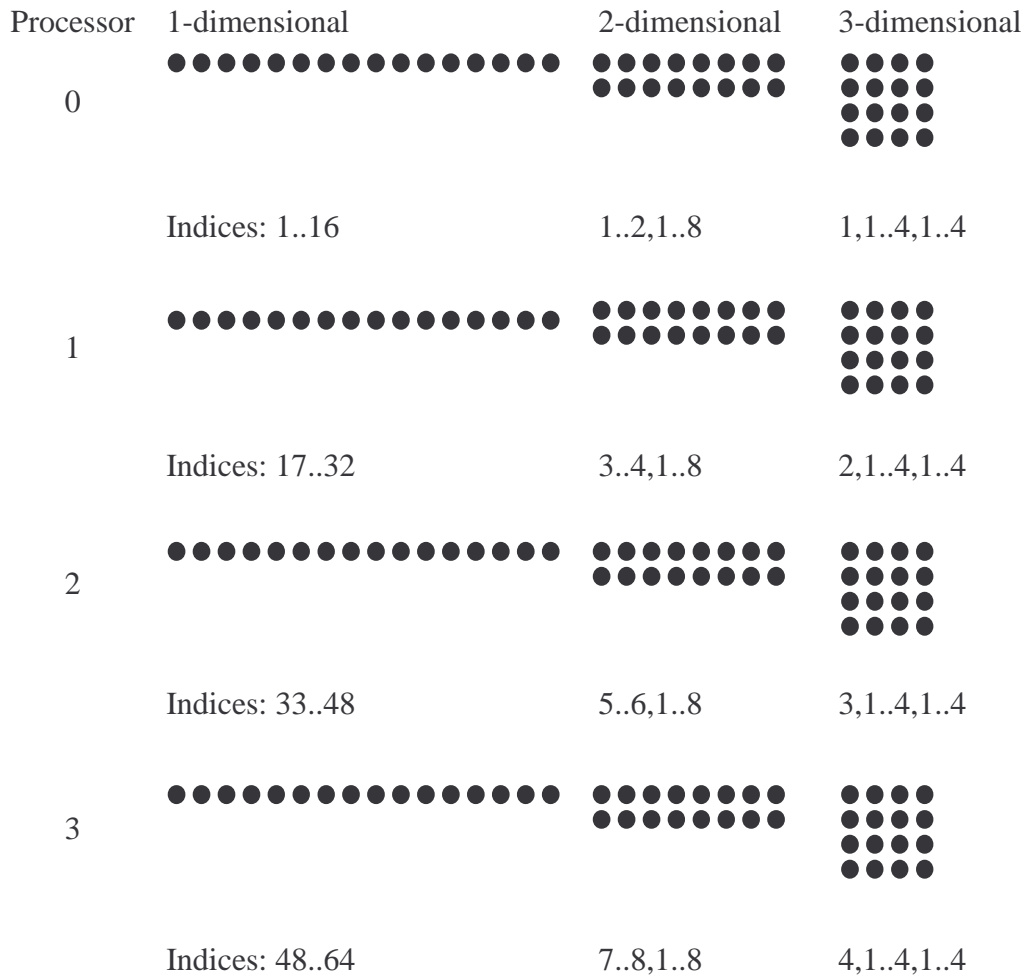 Processor 1-dimensional 2-dimensional 3-dimensional
0
Indices: 1..16 1..2,1..8 1,1..4,1..4
1
Indices: 17..32 3..4,1..8 2,1..4,1..4
2
Indices: 33..48 5..6,1..8 3,1..4,1..4
3
Indices: 48..64 7..8,1..8 4,1..4,1..4